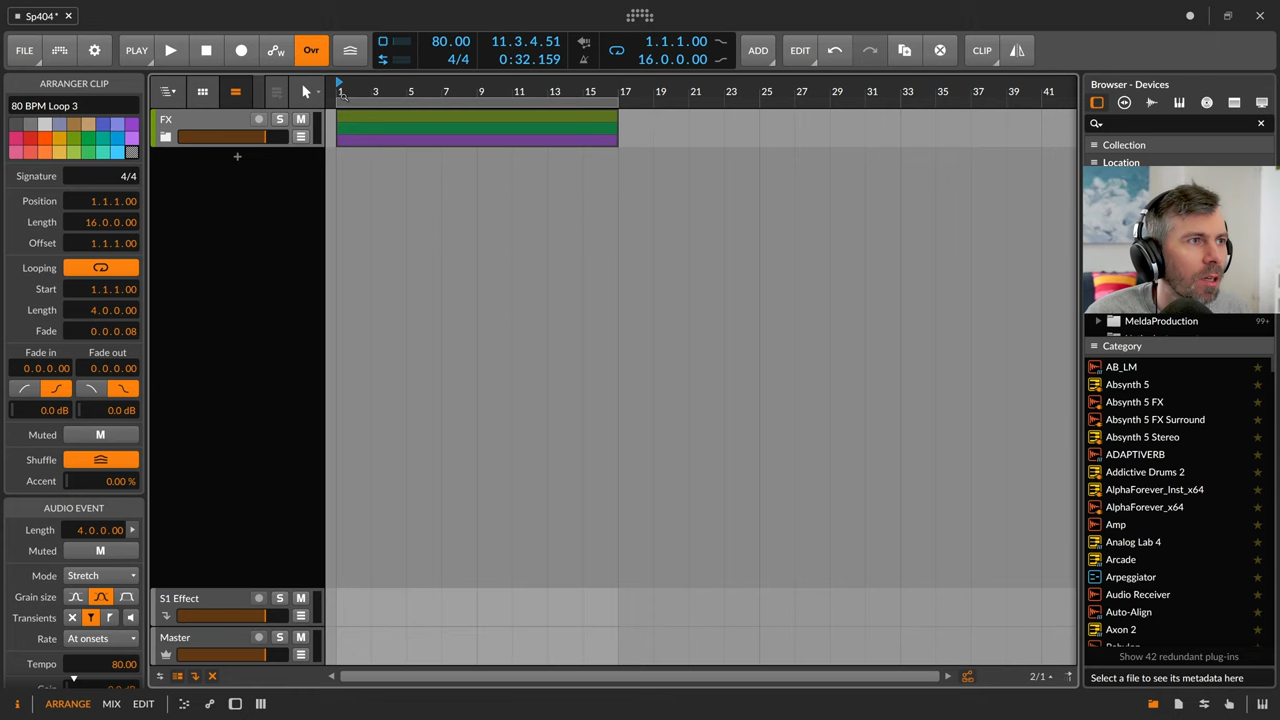 Sp404*
FILE
PLAY
Ovr
80.00
4/4
11.3.4.51
0:32.159
1.1.1.00
16.0.0.00
ADD
EDIT
CLIP
ARRANGER CLIP
80 BPM Loop 3
Signature 4/4
Position 1.1.1.00
Length 16.0.0.00
Offset 1.1.1.00
Looping
Start 1.1.1.00
Length 4.0.0.00
Fade 0.0.0.08
Fade in Fade out
0.0.0.00 0.0.0.00
0.0 dB 0.0 dB
Muted M
Shuffle
Accent 0.00 %
AUDIO EVENT
Length 4.0.0.00
Muted M
Mode Stretch
Grain size
Transients
Rate At onsets
Tempo 80.00
1 3 5 7 9 11 13 15 17 19 21 23 25 27 29 31 33 35 37 39 41
FX S M
+
S1 Effect S M
Master S M
2/1
Browser - Devices
Collection
Location
MeldaProduction 99+
Category
AB_LM
Absynth 5
Absynth 5 FX
Absynth 5 FX Surround
Absynth 5 Stereo
ADAPTIVERB
Addictive Drums 2
AlphaForever_Inst_x64
AlphaForever_x64
Amp
Analog Lab 4
Arcade
Arpeggiator
Audio Receiver
Auto-Align
Axon 2
Show 42 redundant plug-ins
Select a file to see its metadata here
i ARRANGE MIX EDIT